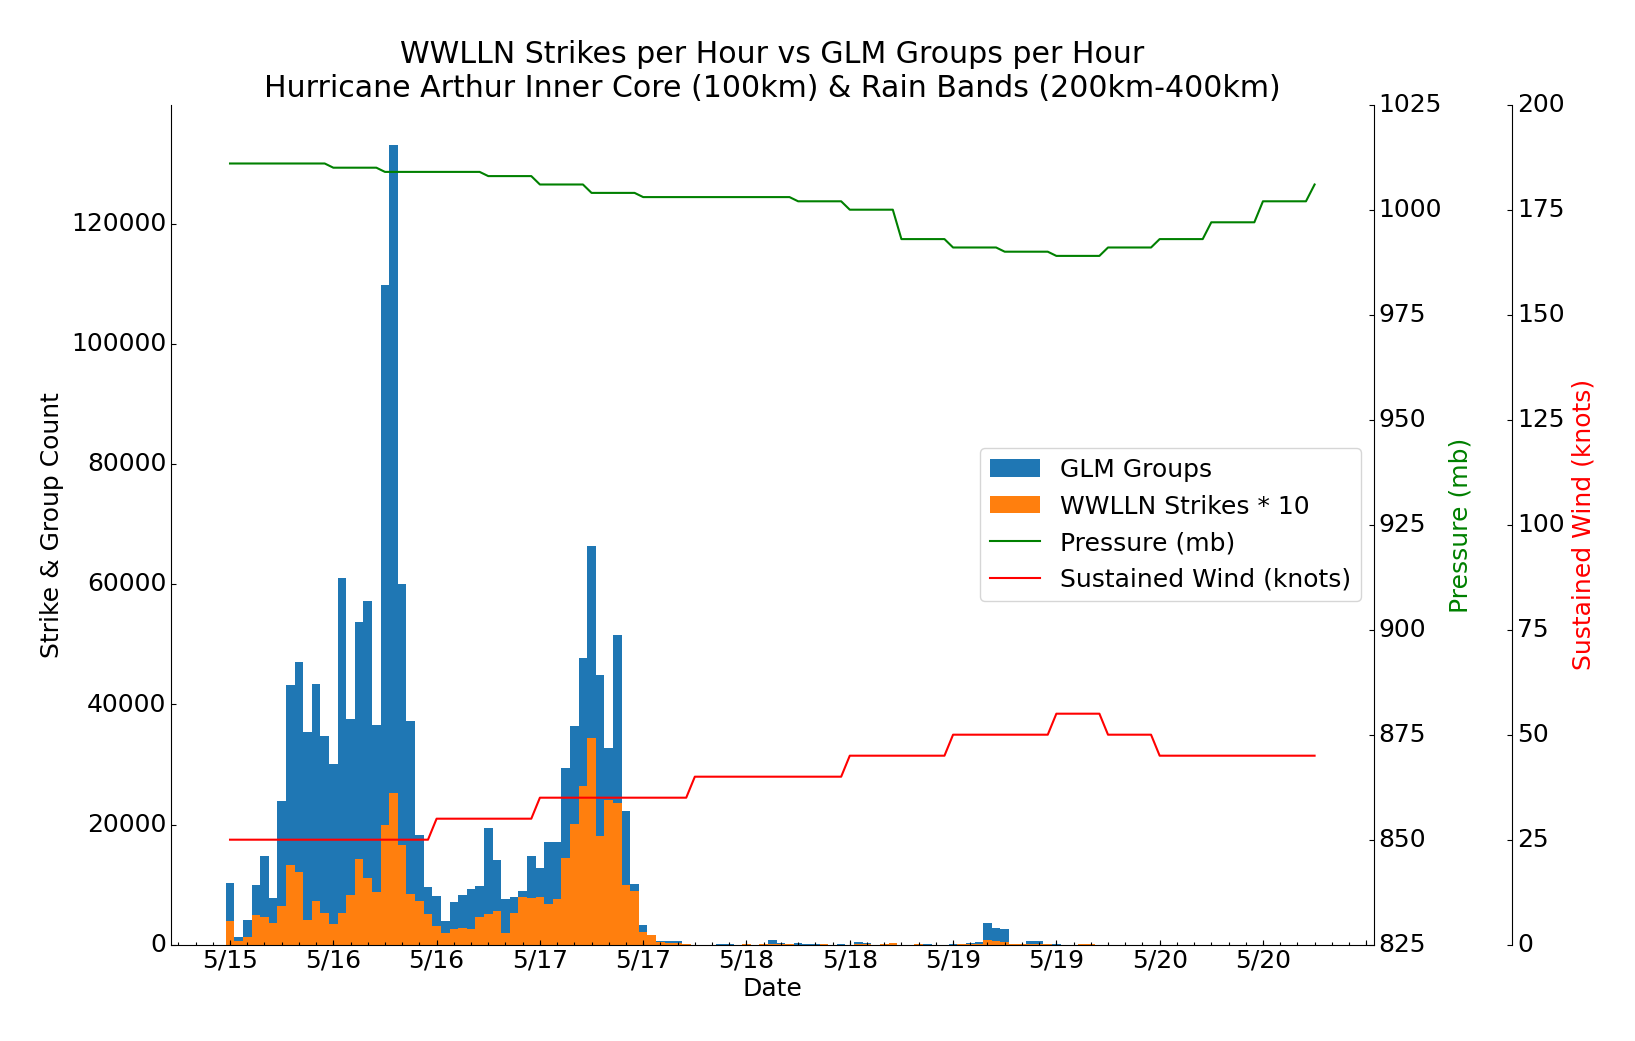 WWLLN Strikes per Hour vs GLM Groups per Hour
Hurricane Arthur Inner Core (100km) & Rain Bands (200km-400km)
Strike & Group Count
120000
100000
80000
60000
40000
20000
0
GLM Groups
WWLLN Strikes * 10
Pressure (mb)
Sustained Wind (knots)
1025
1000
975
950
925
900
875
850
825
Pressure (mb)
200
175
150
125
100
75
50
25
0
Sustained Wind (knots)
5/15 5/16 5/16 5/17 5/17 5/18 5/18 5/19 5/19 5/20 5/20
Date